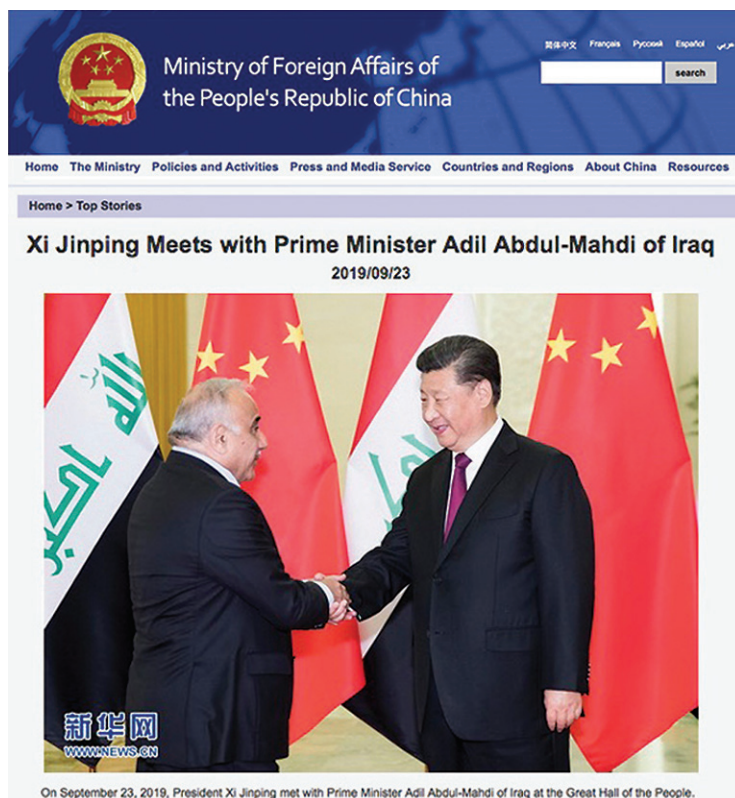 简体中文 Français Русский Español عربي
Ministry of Foreign Affairs of
the People's Republic of China
search
Home The Ministry Policies and Activities Press and Media Service Countries and Regions About China Resources
Home > Top Stories
Xi Jinping Meets with Prime Minister Adil Abdul-Mahdi of Iraq
2019/09/23
الله
أكبر
新华网
WWW.NEWS.CN
On September 23, 2019, President Xi Jinping met with Prime Minister Adil Abdul-Mahdi of Iraq at the Great Hall of the People.